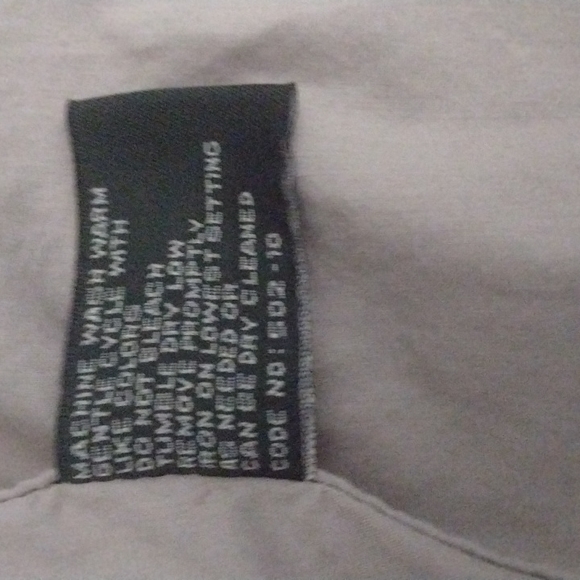 MACHINE WASH WARM
GENTLE CYCLE WITH
LIKE COLORS
DO NOT BLEACH
TUMBLE DRY LOW
REMOVE PROMPTLY
IRON ON LOWEST SETTING
AS NEEDED OR
CAN BE DRY CLEANED
CODE NO: 502-10